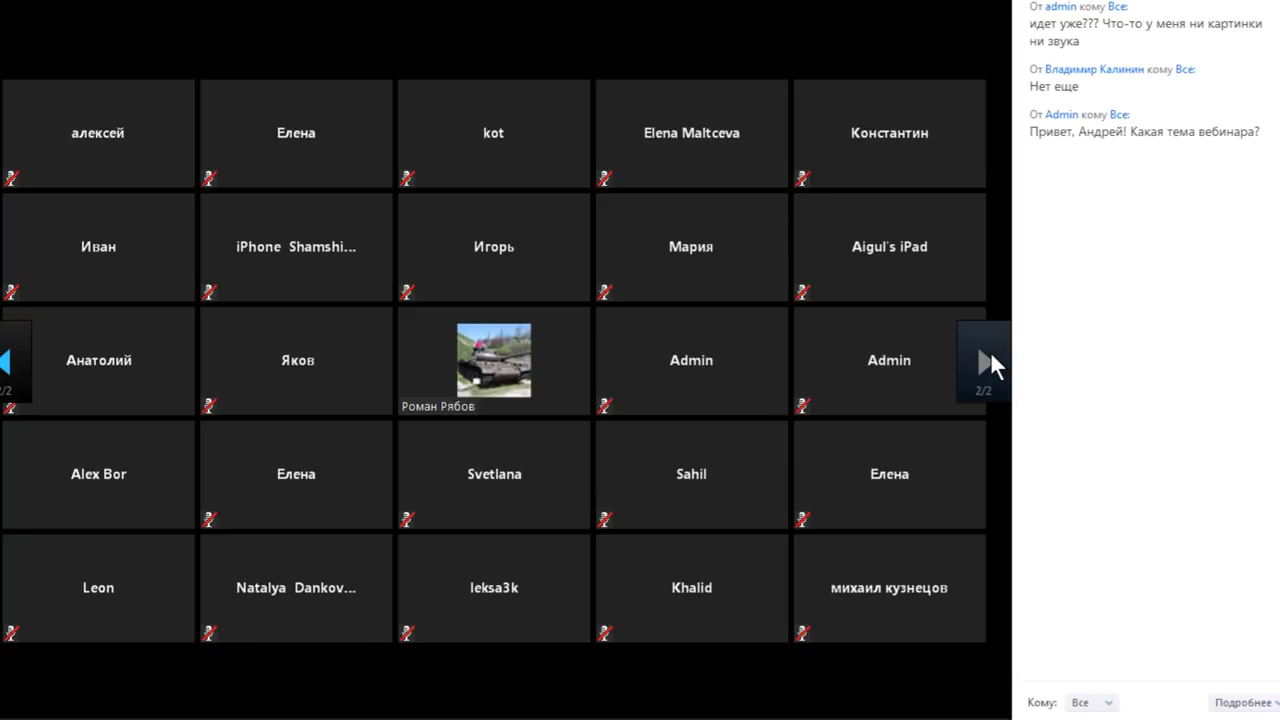 алексей
Елена
kot
Elena Maltceva
Константин
Иван
iPhone Shamshi...
Игорь
Мария
Aigul's iPad
Анатолий
Яков
Роман Рябов
Admin
Admin
2/2
2/2
Alex Bor
Елена
Svetlana
Sahil
Елена
Leon
Natalya Dankov...
leksa3k
Khalid
михаил кузнецов
От admin кому Все:
идет уже??? Что-то у меня ни картинки
ни звука
От Владимир Калинин кому Все:
Нет еще
От Admin кому Все:
Привет, Андрей! Какая тема вебинара?
Кому: Все
Подробнее